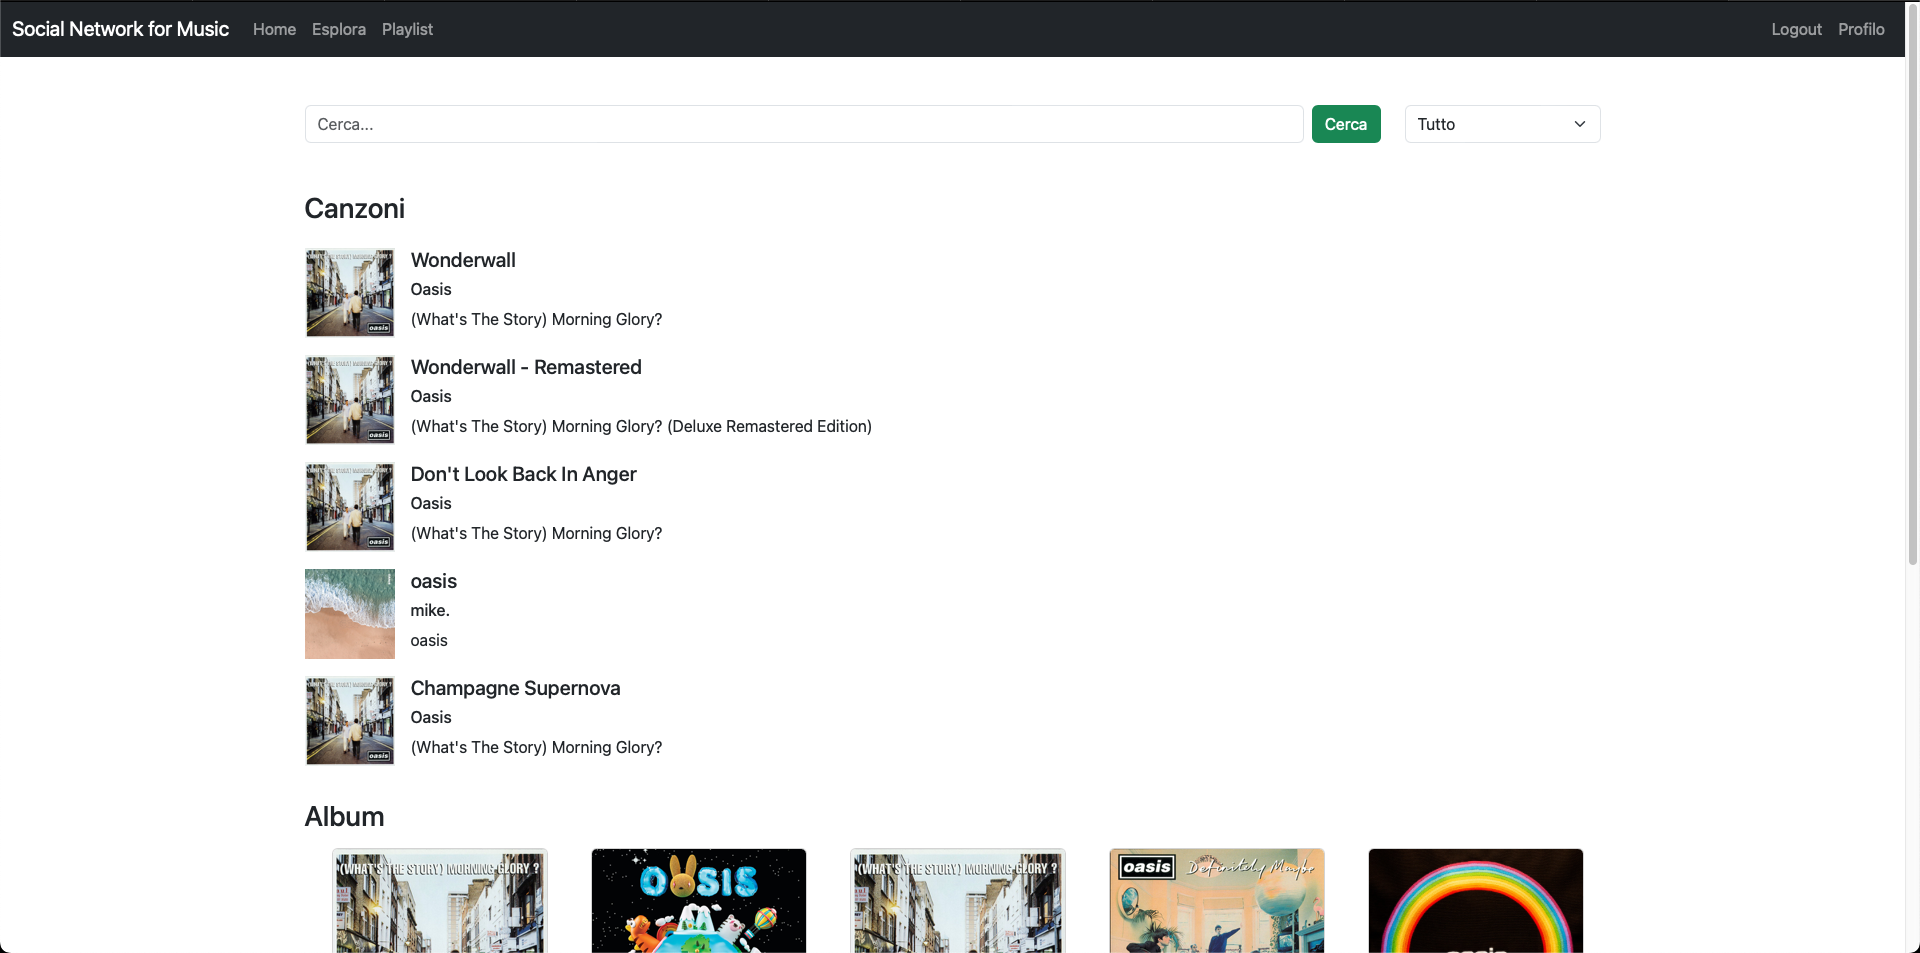 Social Network for Music Home Esplora Playlist Logout Profilo
Cerca... Cerca Tutto
Canzoni
Wonderwall
Oasis
(What's The Story) Morning Glory?
Wonderwall - Remastered
Oasis
(What's The Story) Morning Glory? (Deluxe Remastered Edition)
Don't Look Back In Anger
Oasis
(What's The Story) Morning Glory?
oasis
mike.
oasis
Champagne Supernova
Oasis
(What's The Story) Morning Glory?
Album
(WHAT'S THE STORY) MORNING GLORY ?
OASIS
(WHAT'S THE STORY) MORNING GLORY ?
oasis Definitely Maybe